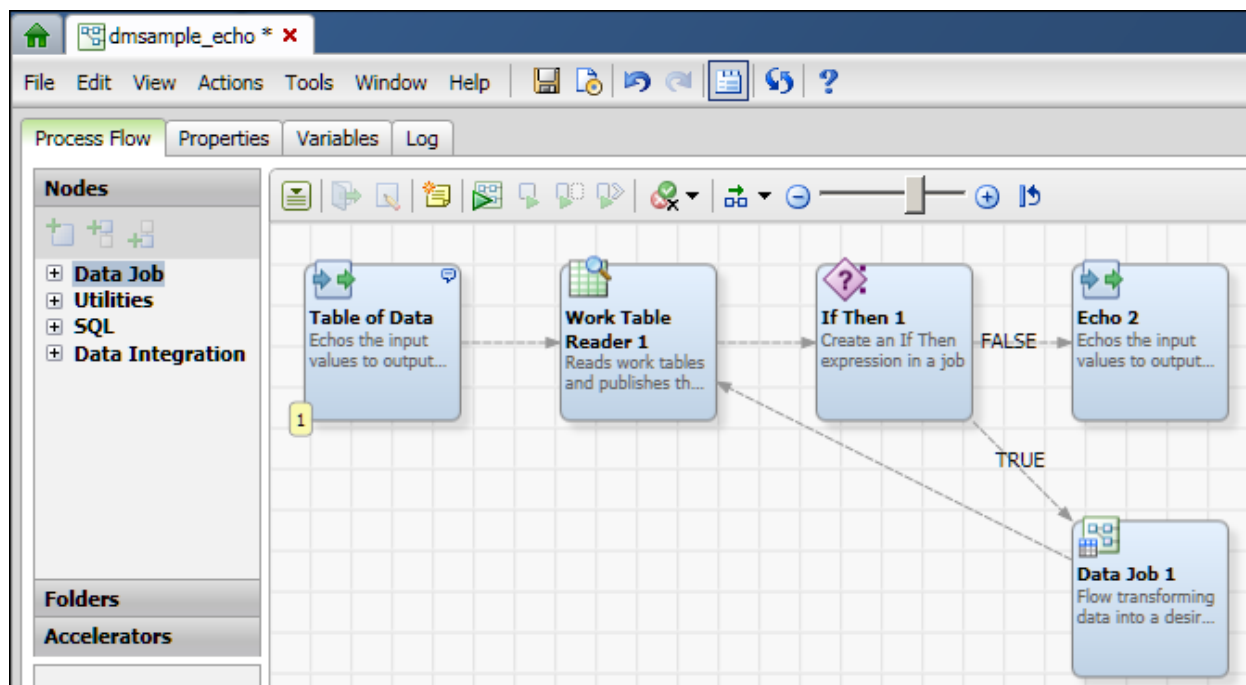 dmsample_echo *
File Edit View Actions Tools Window Help
Process Flow Properties Variables Log
Nodes
Data Job
Utilities
SQL
Data Integration
Folders
Accelerators
Table of Data
Echos the input
values to output...
1
Work Table
Reader 1
Reads work tables
and publishes th...
If Then 1
Create an If Then
expression in a job
FALSE
Echo 2
Echos the input
values to output...
TRUE
Data Job 1
Flow transforming
data into a desir...